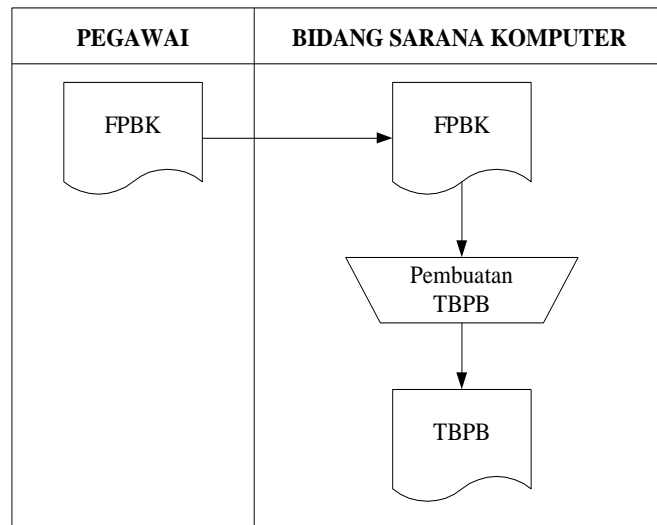 PEGAWAI
BIDANG SARANA KOMPUTER
FPBK
FPBK
Pembuatan
TBPB
TBPB